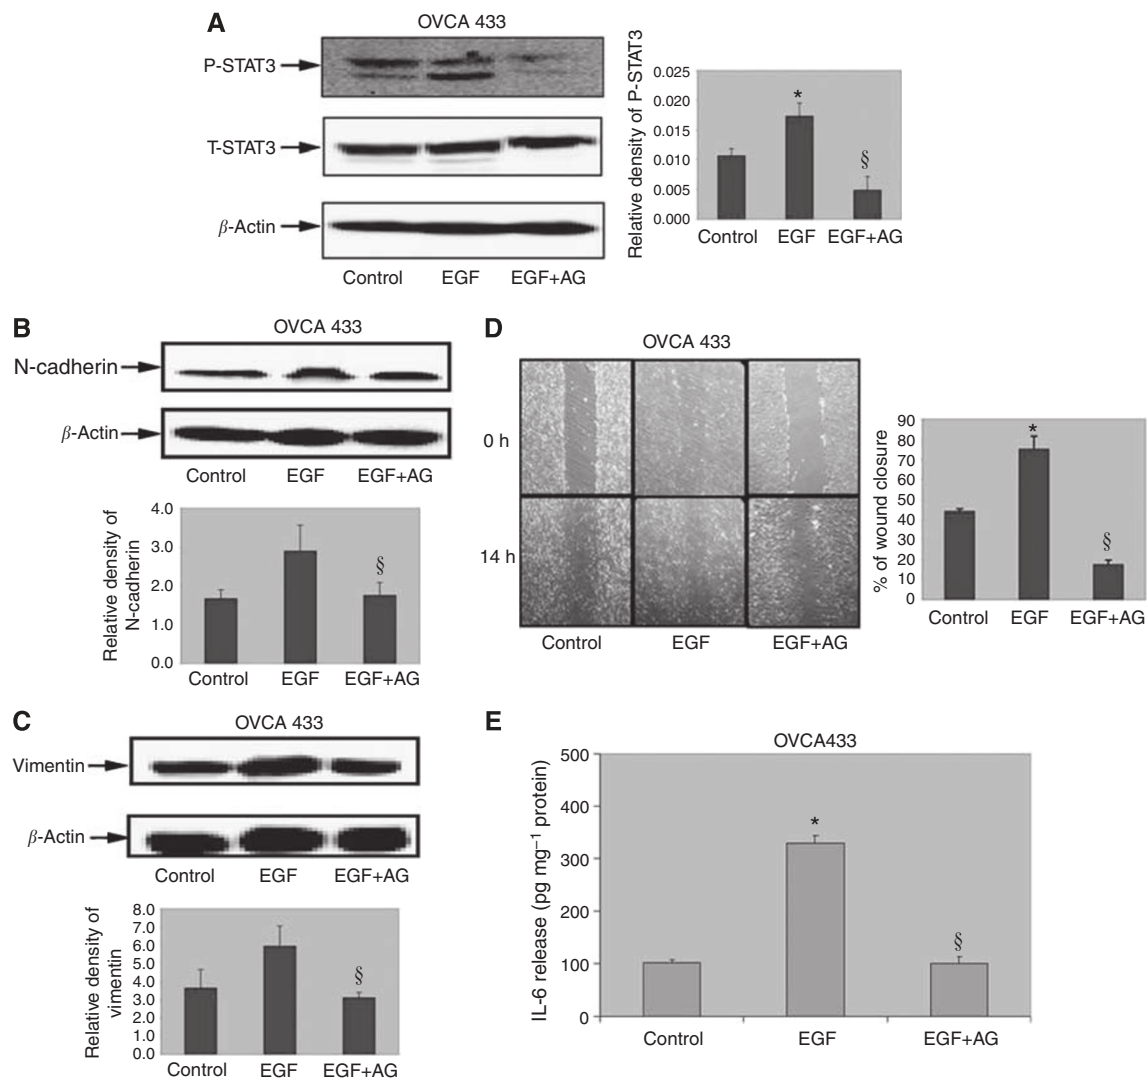 A
OVCA 433
P-STAT3
T-STAT3
β-Actin
Control EGF EGF+AG
Relative density of P-STAT3
0.025
0.020
0.015
0.010
0.005
0.000
*
§
Control EGF EGF+AG
B
OVCA 433
N-cadherin
β-Actin
Control EGF EGF+AG
Relative density of
N-cadherin
4.0
3.0
2.0
1.0
0.0
§
Control EGF EGF+AG
C
OVCA 433
Vimentin
β-Actin
Control EGF EGF+AG
Relative density of
vimentin
8.0
7.0
6.0
5.0
4.0
3.0
2.0
1.0
0.0
§
Control EGF EGF+AG
D
OVCA 433
0 h
14 h
Control EGF EGF+AG
% of wound closure
90
80
70
60
50
40
30
20
10
0
*
§
Control EGF EGF+AG
E
OVCA433
IL-6 release (pg mg⁻¹ protein)
500
400
300
200
100
0
*
§
Control EGF EGF+AG